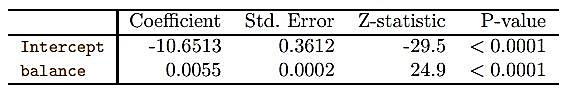 Coefficient Std. Error Z-statistic P-value
Intercept -10.6513 0.3612 -29.5 < 0.0001
balance 0.0055 0.0002 24.9 < 0.0001